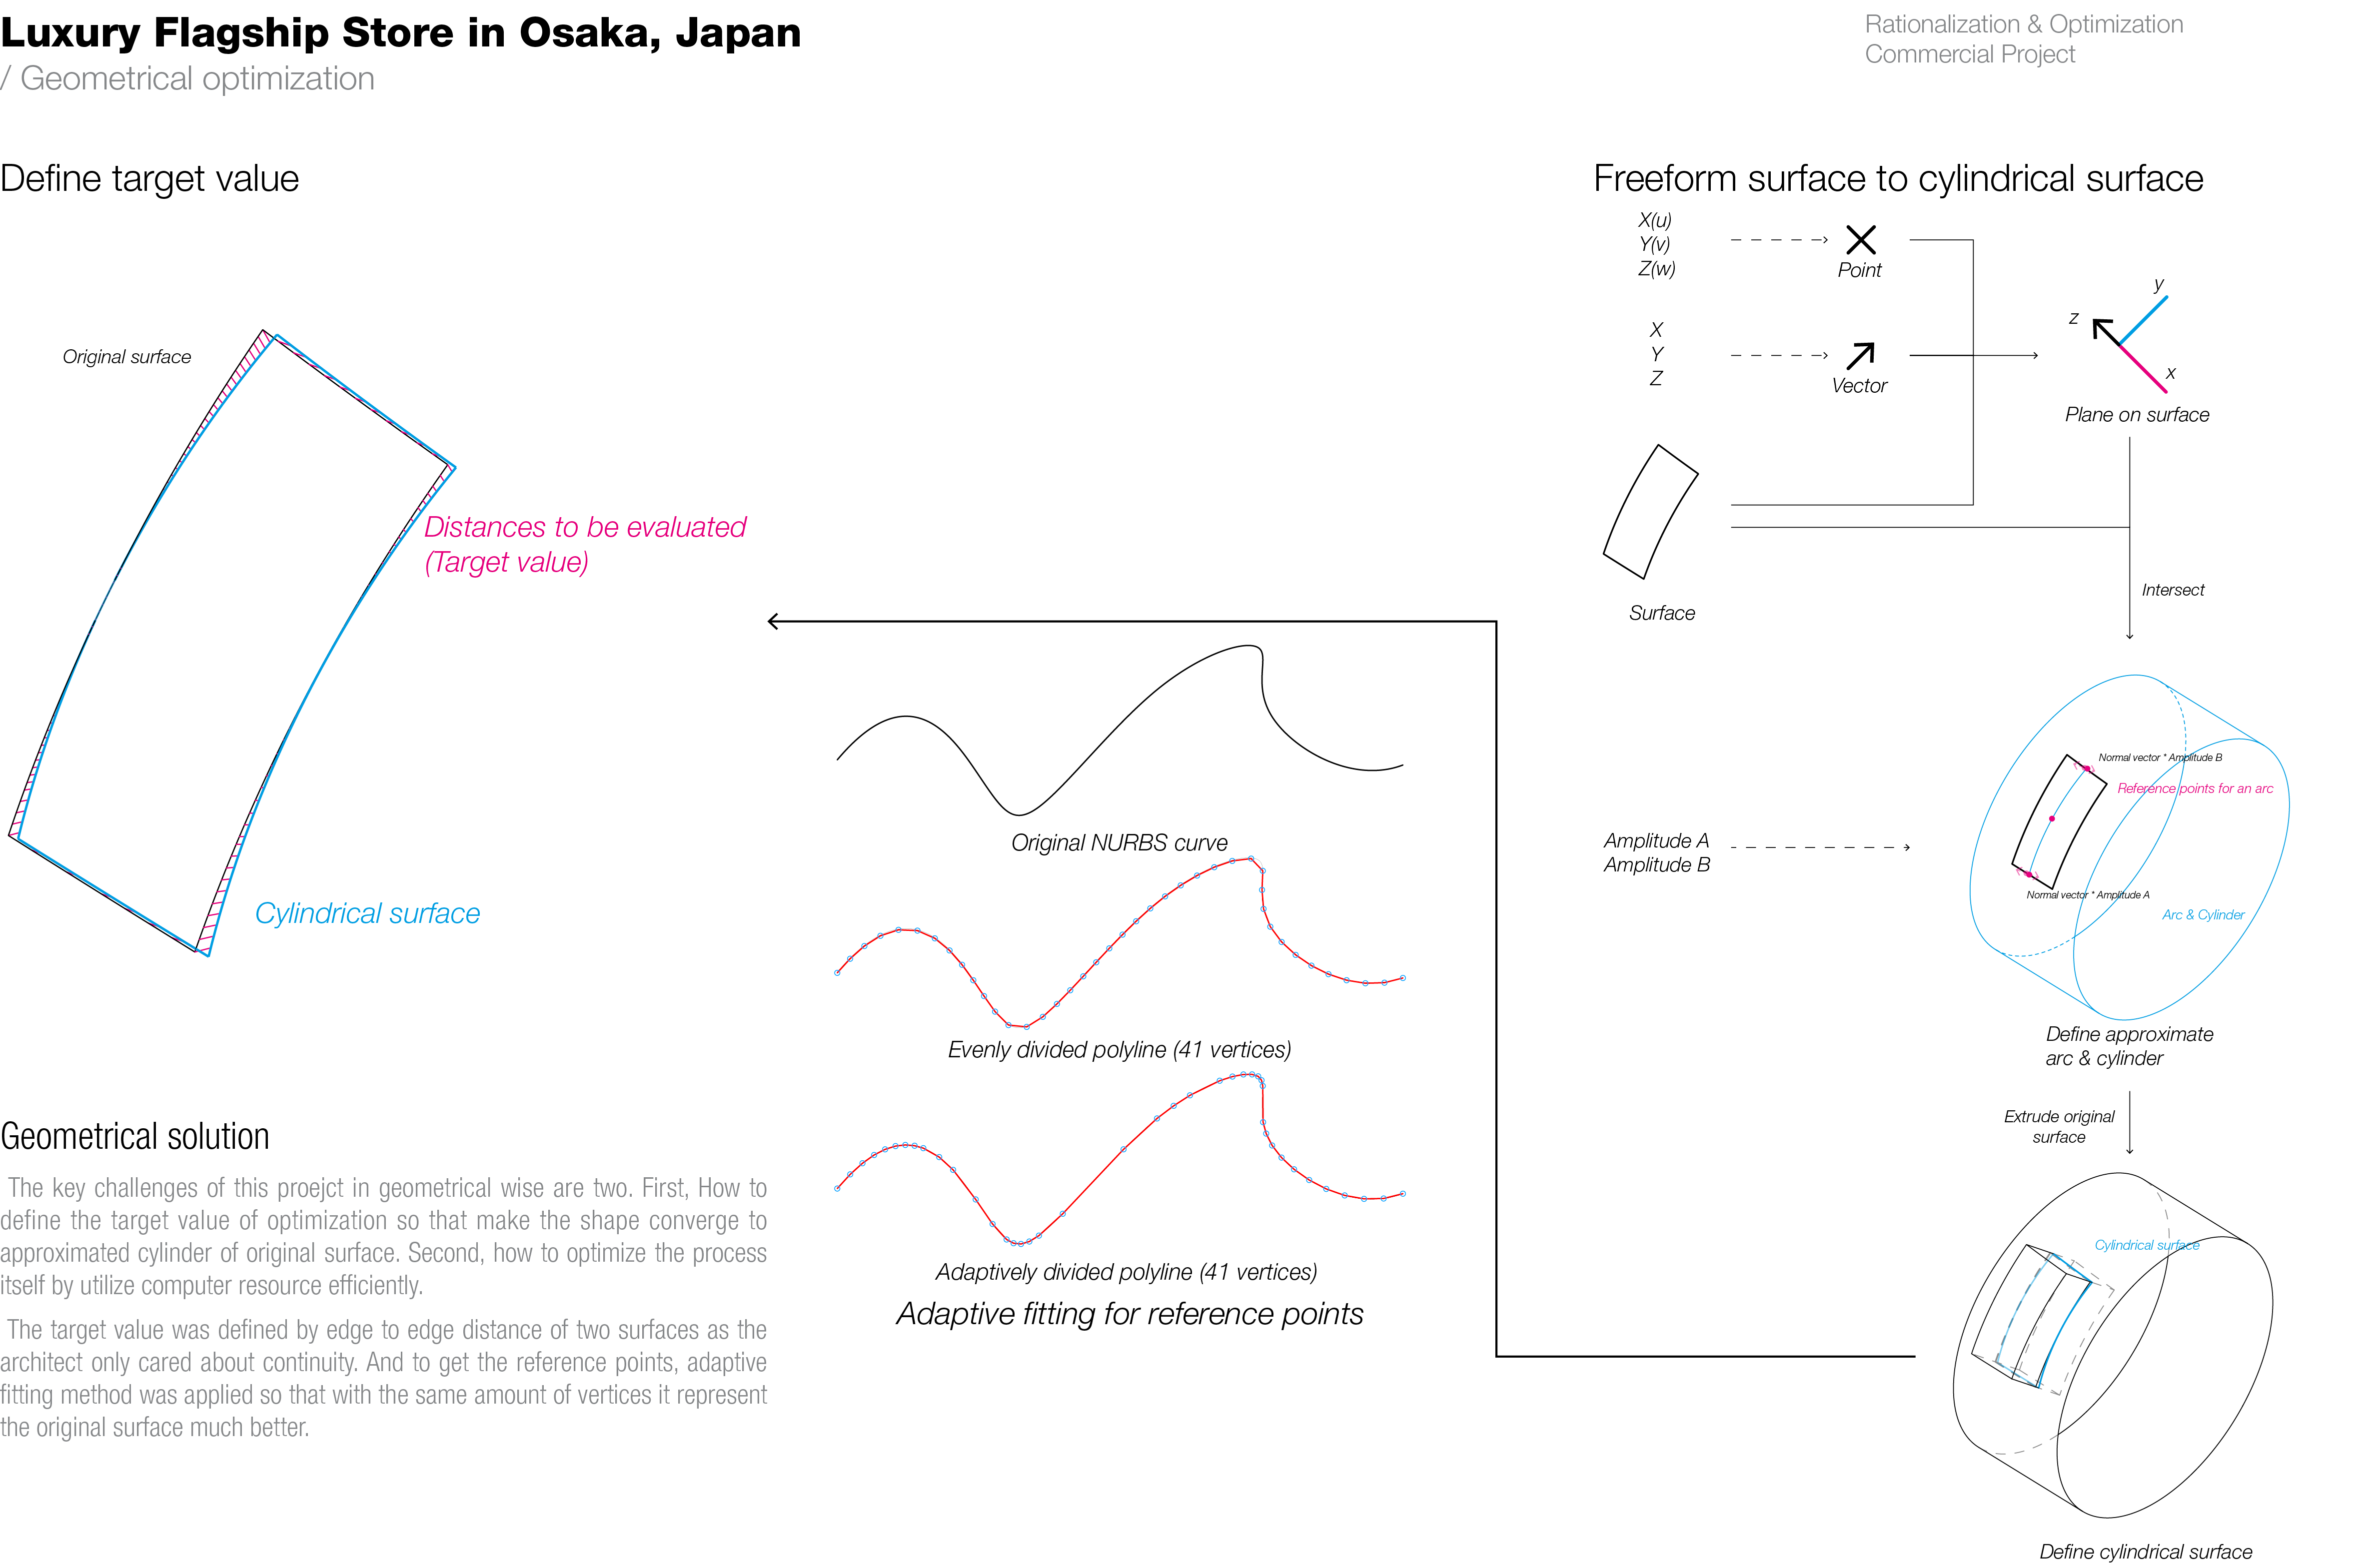 Luxury Flagship Store in Osaka, Japan
/ Geometrical optimization
Rationalization & Optimization
Commercial Project
Define target value
Original surface
Distances to be evaluated
(Target value)
Cylindrical surface
Geometrical solution
The key challenges of this proejct in geometrical wise are two. First, How to
define the target value of optimization so that make the shape converge to
approximated cylinder of original surface. Second, how to optimize the process
itself by utilize computer resource efficiently.
The target value was defined by edge to edge distance of two surfaces as the
architect only cared about continuity. And to get the reference points, adaptive
fitting method was applied so that with the same amount of vertices it represent
the original surface much better.
Original NURBS curve
Evenly divided polyline (41 vertices)
Adaptively divided polyline (41 vertices)
Adaptive fitting for reference points
Freeform surface to cylindrical surface
X(u)
Y(v)
Z(w)
Point
X
Y
Z
Vector
y
z
x
Plane on surface
Surface
Intersect
Normal vector * Amplitude B
Reference points for an arc
Amplitude A
Amplitude B
Normal vector * Amplitude A
Arc & Cylinder
Define approximate
arc & cylinder
Extrude original
surface
Cylindrical surface
Define cylindrical surface